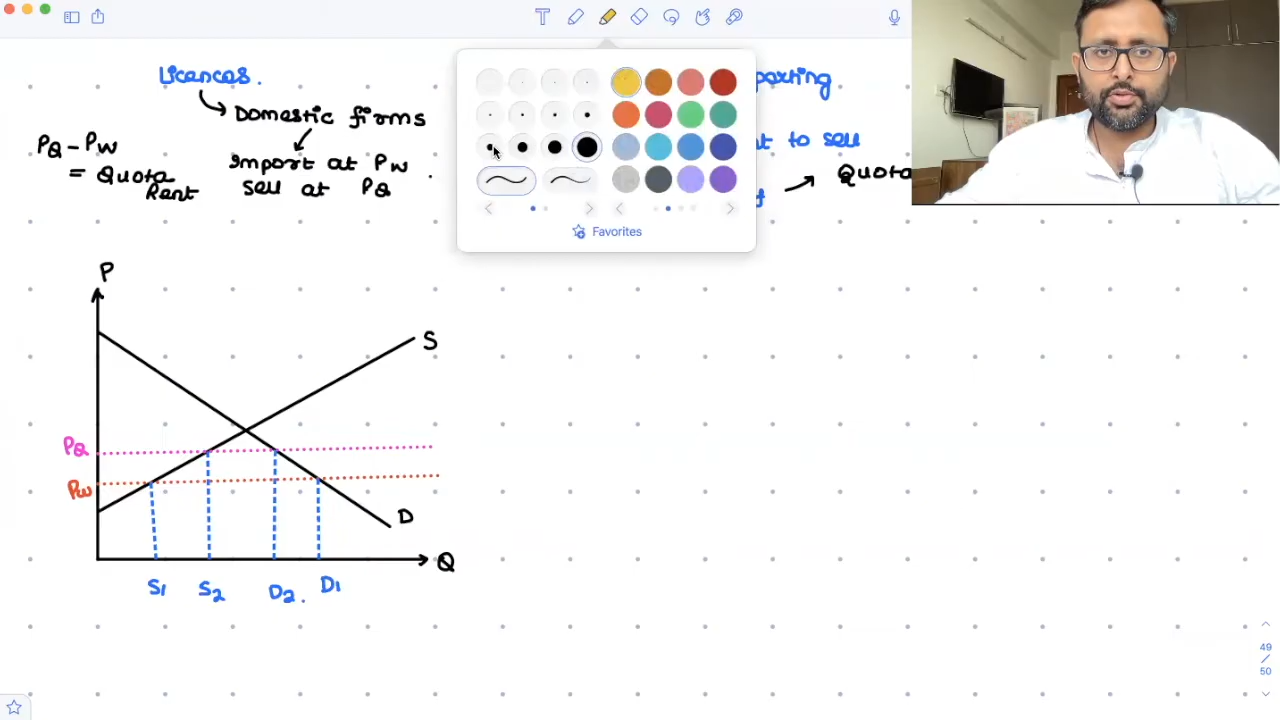 Licences.
Domestic firms
PQ - PW
= Quota
Rent
Import at PW
sell at PQ
porting
nt to sell
Quota
Favorites
P
S
PQ
PW
D
Q
S1
S2
D2.
D1
49
/
50